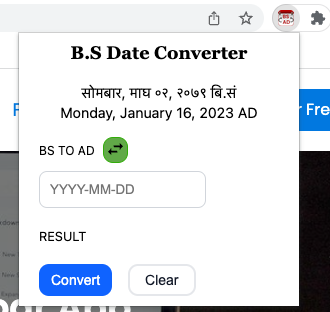 BS
AD
B.S Date Converter
सोमबार, माघ ०२, २०७९ बि.सं
Monday, January 16, 2023 AD
BS TO AD
YYYY-MM-DD
RESULT
Convert
Clear
r Fre